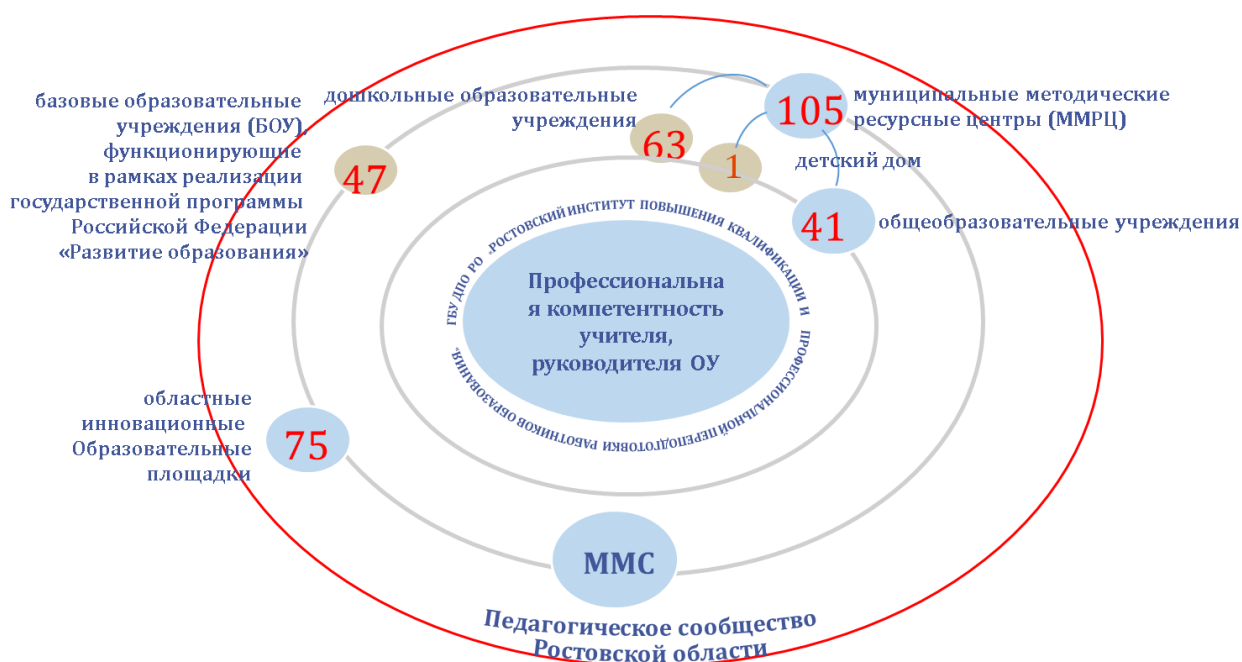 базовые образовательные
учреждения (БОУ),
функционирующие
в рамках реализации
государственной программы
Российской Федерации
«Развитие образования»
47
дошкольные образовательные
учреждения
63
105
муниципальные методические
ресурсные центры (ММРЦ)
1
детский дом
41
общеобразовательные учреждения
ГБУ ДПО РО «РОСТОВСКИЙ ИНСТИТУТ ПОВЫШЕНИЯ КВАЛИФИКАЦИИ И
ПРОФЕССИОНАЛЬНОЙ ПЕРЕПОДГОТОВКИ РАБОТНИКОВ ОБРАЗОВАНИЯ»
Профессиональна
я компетентность
учителя,
руководителя ОУ
областные
инновационные
Образовательные
площадки
75
ММС
Педагогическое сообщество
Ростовской области